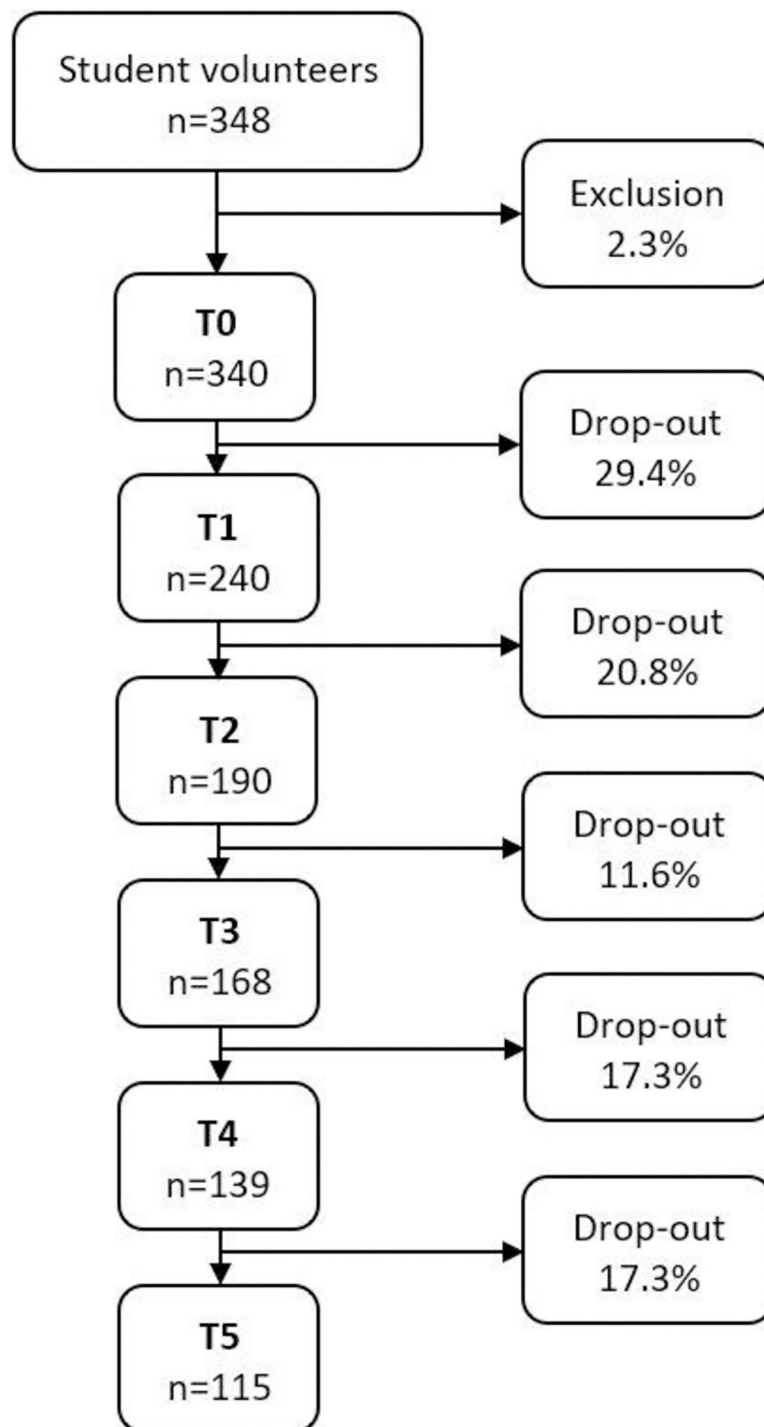 Student volunteers
n=348
Exclusion
2.3%
T0
n=340
Drop-out
29.4%
T1
n=240
Drop-out
20.8%
T2
n=190
Drop-out
11.6%
T3
n=168
Drop-out
17.3%
T4
n=139
Drop-out
17.3%
T5
n=115